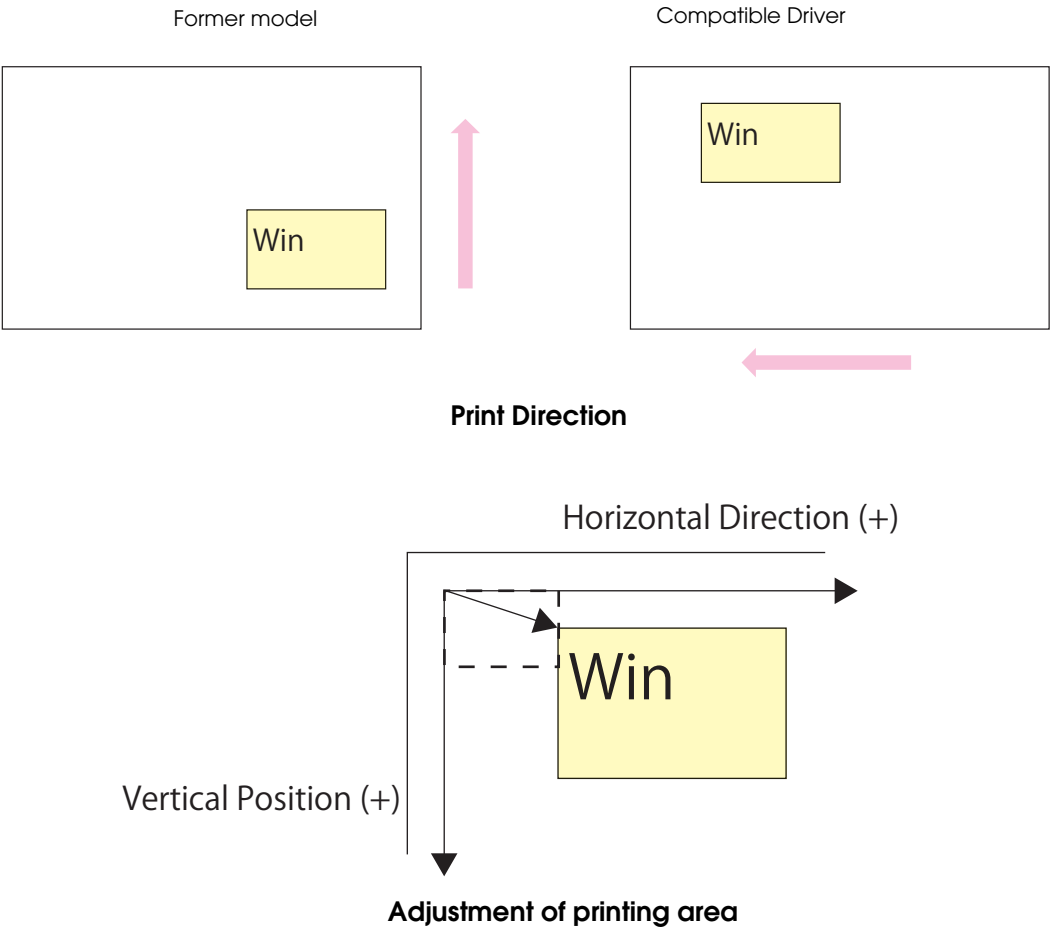 Former model
Compatible Driver
Win
Win
Print Direction
Horizontal Direction (+)
Win
Vertical Position (+)
Adjustment of printing area